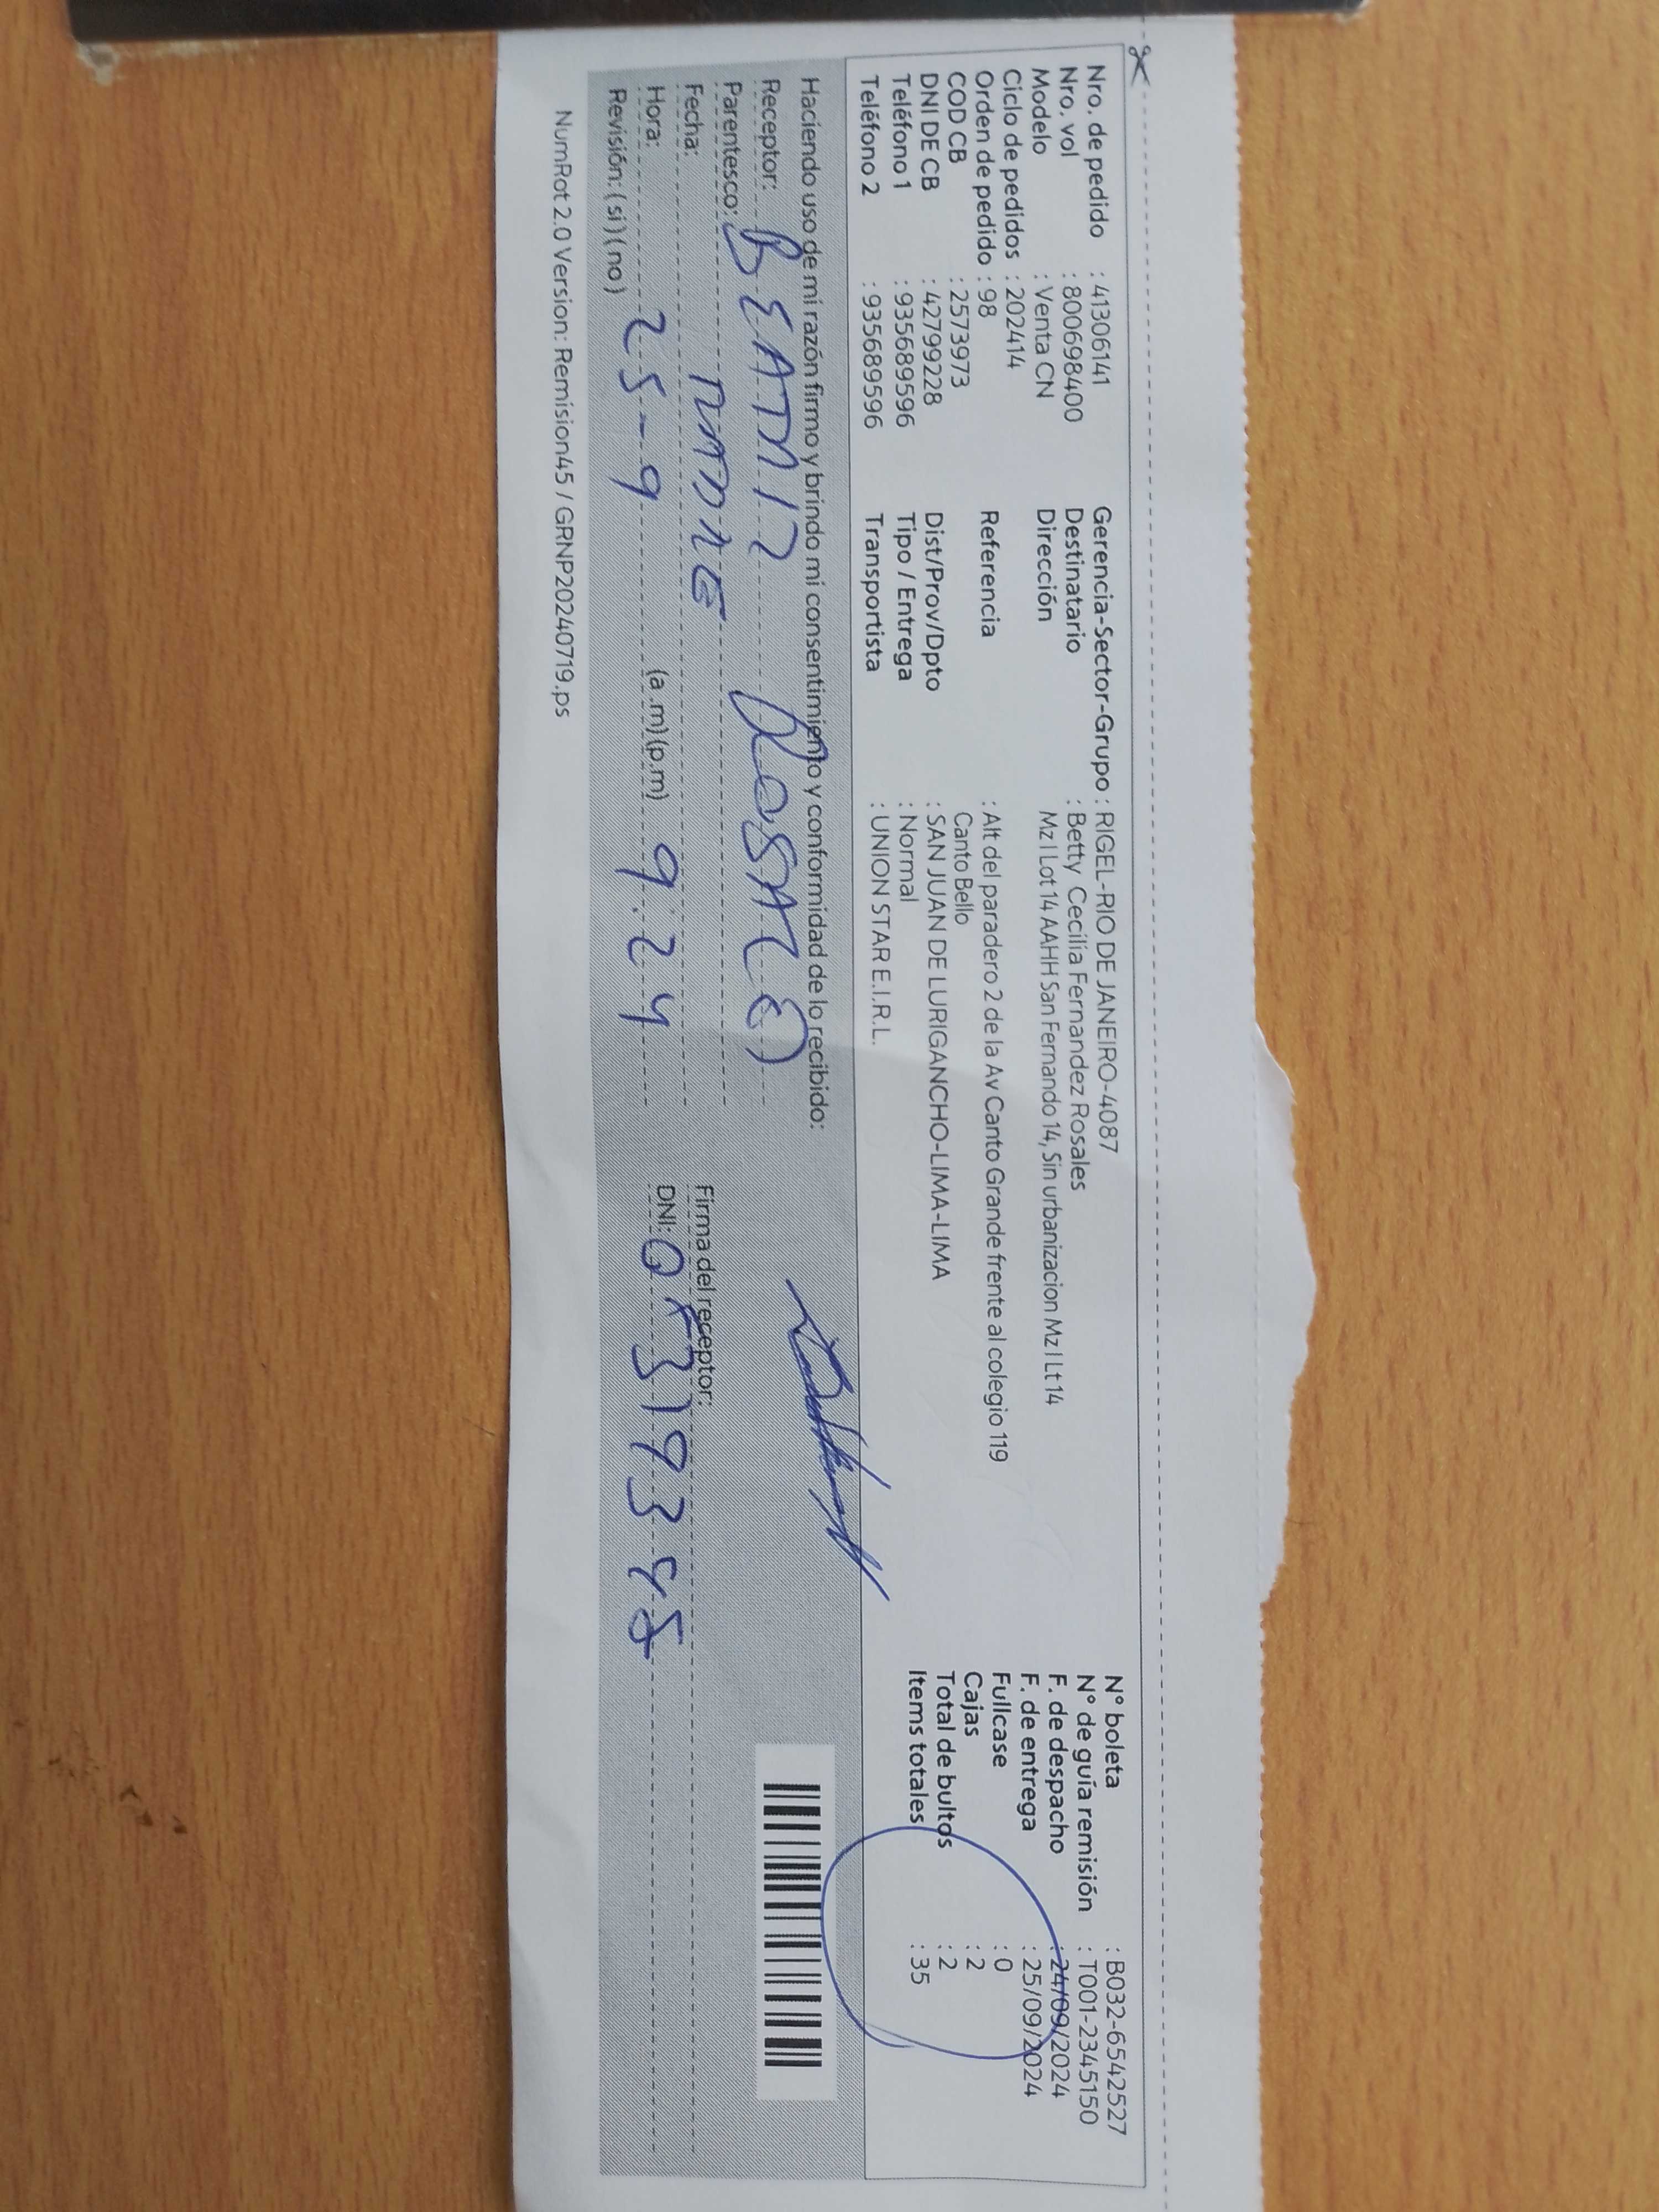 Nro. de pedido : 41306141
Nro. vol : 800698400
Modelo : Venta CN
Ciclo de pedidos : 202414
Orden de pedido : 98
COD CB : 2573973
DNI DE CB : 42799228
Teléfono 1 : 935689596
Teléfono 2 : 935689596
Gerencia-Sector-Grupo : RIGEL-RIO DE JANEIRO-4087
Destinatario : Betty Cecilia Fernandez Rosales
Dirección Mz I Lot 14 AAHH San Fernando 14, Sin urbanizacion Mz I Lt 14
Referencia : Alt del paradero 2 de la Av Canto Grande frente al colegio 119
Canto Bello
Dist/Prov/Dpto : SAN JUAN DE LURIGANCHO-LIMA-LIMA
Tipo / Entrega : Normal
Transportista : UNION STAR E.I.R.L.
N° boleta : B032-6542527
N° de guía remisión : T001-2345150
F. de despacho : 24/09/2024
F. de entrega : 25/09/2024
Fullcase : 0
Cajas : 2
Total de bultos : 2
Items totales : 35
Haciendo uso de mi razón firmo y brindo mi consentimiento y conformidad de lo recibido:
Receptor: BEATRIZ ROSALES
Parentesco: MADRE
Fecha: 25-9
Hora: (a.m)(p.m) 9:24
Revisión: (si)(no)
Firma del receptor:
DNI:
NumRot 2.0 Version: Remision45 / GRNP20240719.ps